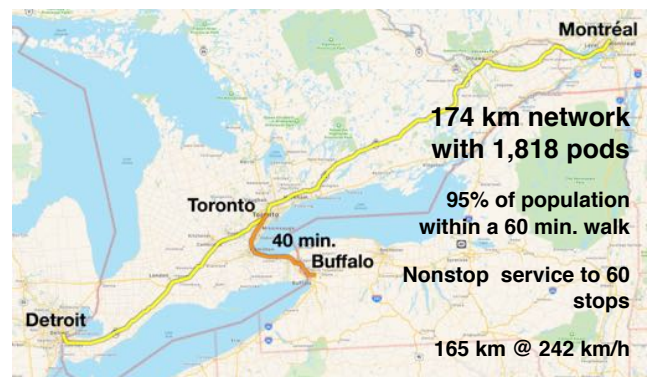 Montréal
174 km network
with 1,818 pods
95% of population
within a 60 min. walk
Toronto
40 min.
Buffalo
Nonstop service to 60
stops
Detroit
165 km @ 242 km/h